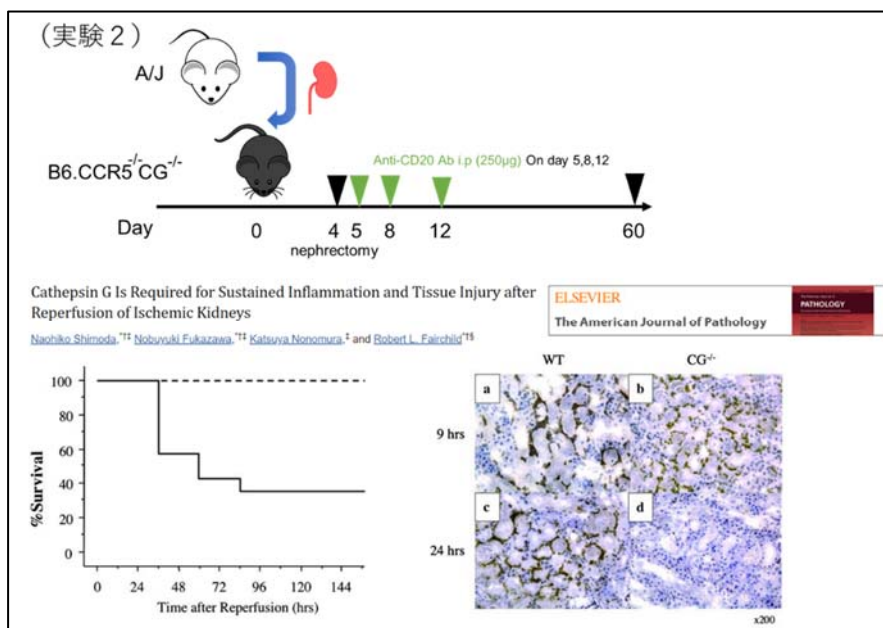 (実験2)
A/J
B6.CCR5-/-CG-/-
Anti-CD20 Ab i.p (250μg) On day 5,8,12
Day 0 4 5 8 12 60
nephrectomy
Cathepsin G Is Required for Sustained Inflammation and Tissue Injury after
Reperfusion of Ischemic Kidneys
Naohiko Shimoda,*†‡ Nobuyuki Fukazawa,*†‡ Katsuya Nonomura,‡ and Robert L. Fairchild*†§
ELSEVIER
The American Journal of Pathology
PATHOLOGY
WT CG-/-
a b
9 hrs
c d
24 hrs
x200
%Survival
100
80
60
40
20
0
0 24 48 72 96 120 144
Time after Reperfusion (hrs)